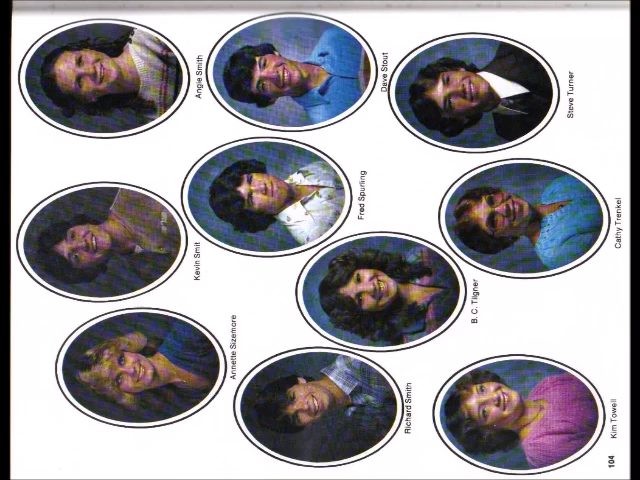 Annette Sizemore
Kevin Smit
Angie Smith
Richard Smith
Fred Spurling
Dave Stout
B. C. Tilgner
Kim Towell
Cathy Trenkel
Steve Turner
104